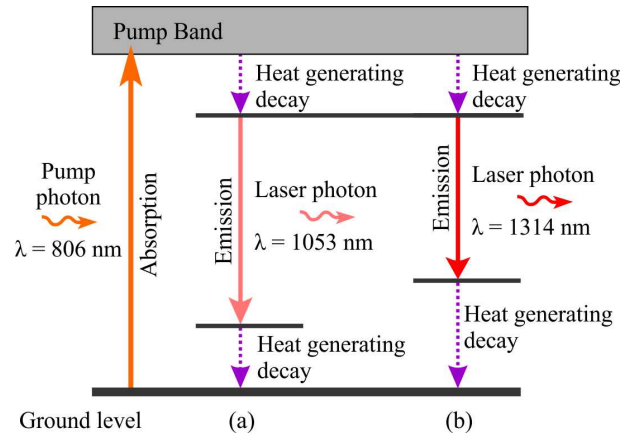 Pump Band
Heat generating
decay
Heat generating
decay
Pump
photon
λ = 806 nm
Absorption
Emission
Laser photon
λ = 1053 nm
Emission
Laser photon
λ = 1314 nm
Heat generating
decay
Heat generating
decay
Ground level
(a)
(b)